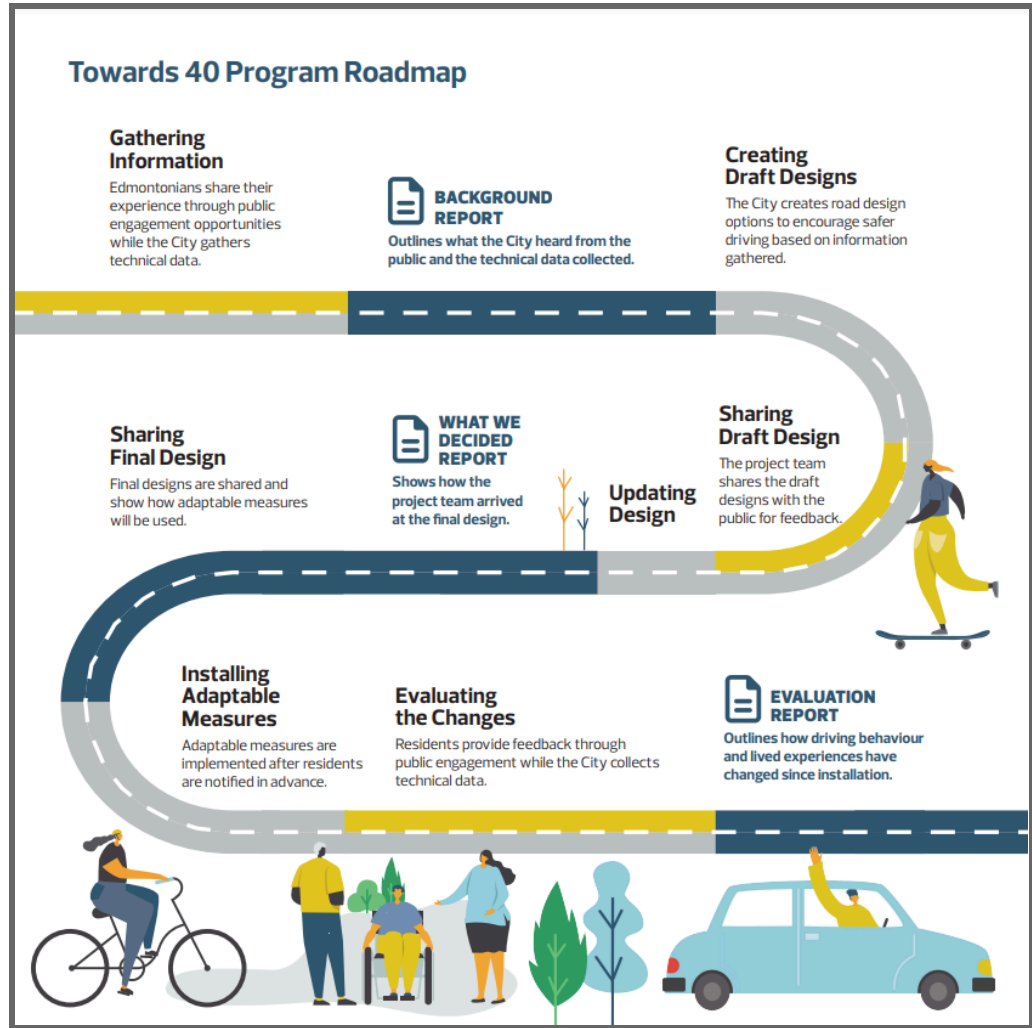 Towards 40 Program Roadmap
Gathering
Information
Edmontonians share their
experience through public
engagement opportunities
while the City gathers
technical data.
BACKGROUND
REPORT
Outlines what the City heard from the
public and the technical data collected.
Creating
Draft Designs
The City creates road design
options to encourage safer
driving based on information
gathered.
Sharing
Draft Design
The project team
shares the draft
designs with the
public for feedback.
Updating
Design
WHAT WE
DECIDED
REPORT
Shows how the
project team arrived
at the final design.
Sharing
Final Design
Final designs are shared and
show how adaptable measures
will be used.
Installing
Adaptable
Measures
Adaptable measures are
implemented after residents
are notified in advance.
Evaluating
the Changes
Residents provide feedback through
public engagement while the City collects
technical data.
EVALUATION
REPORT
Outlines how driving behaviour
and lived experiences have
changed since installation.